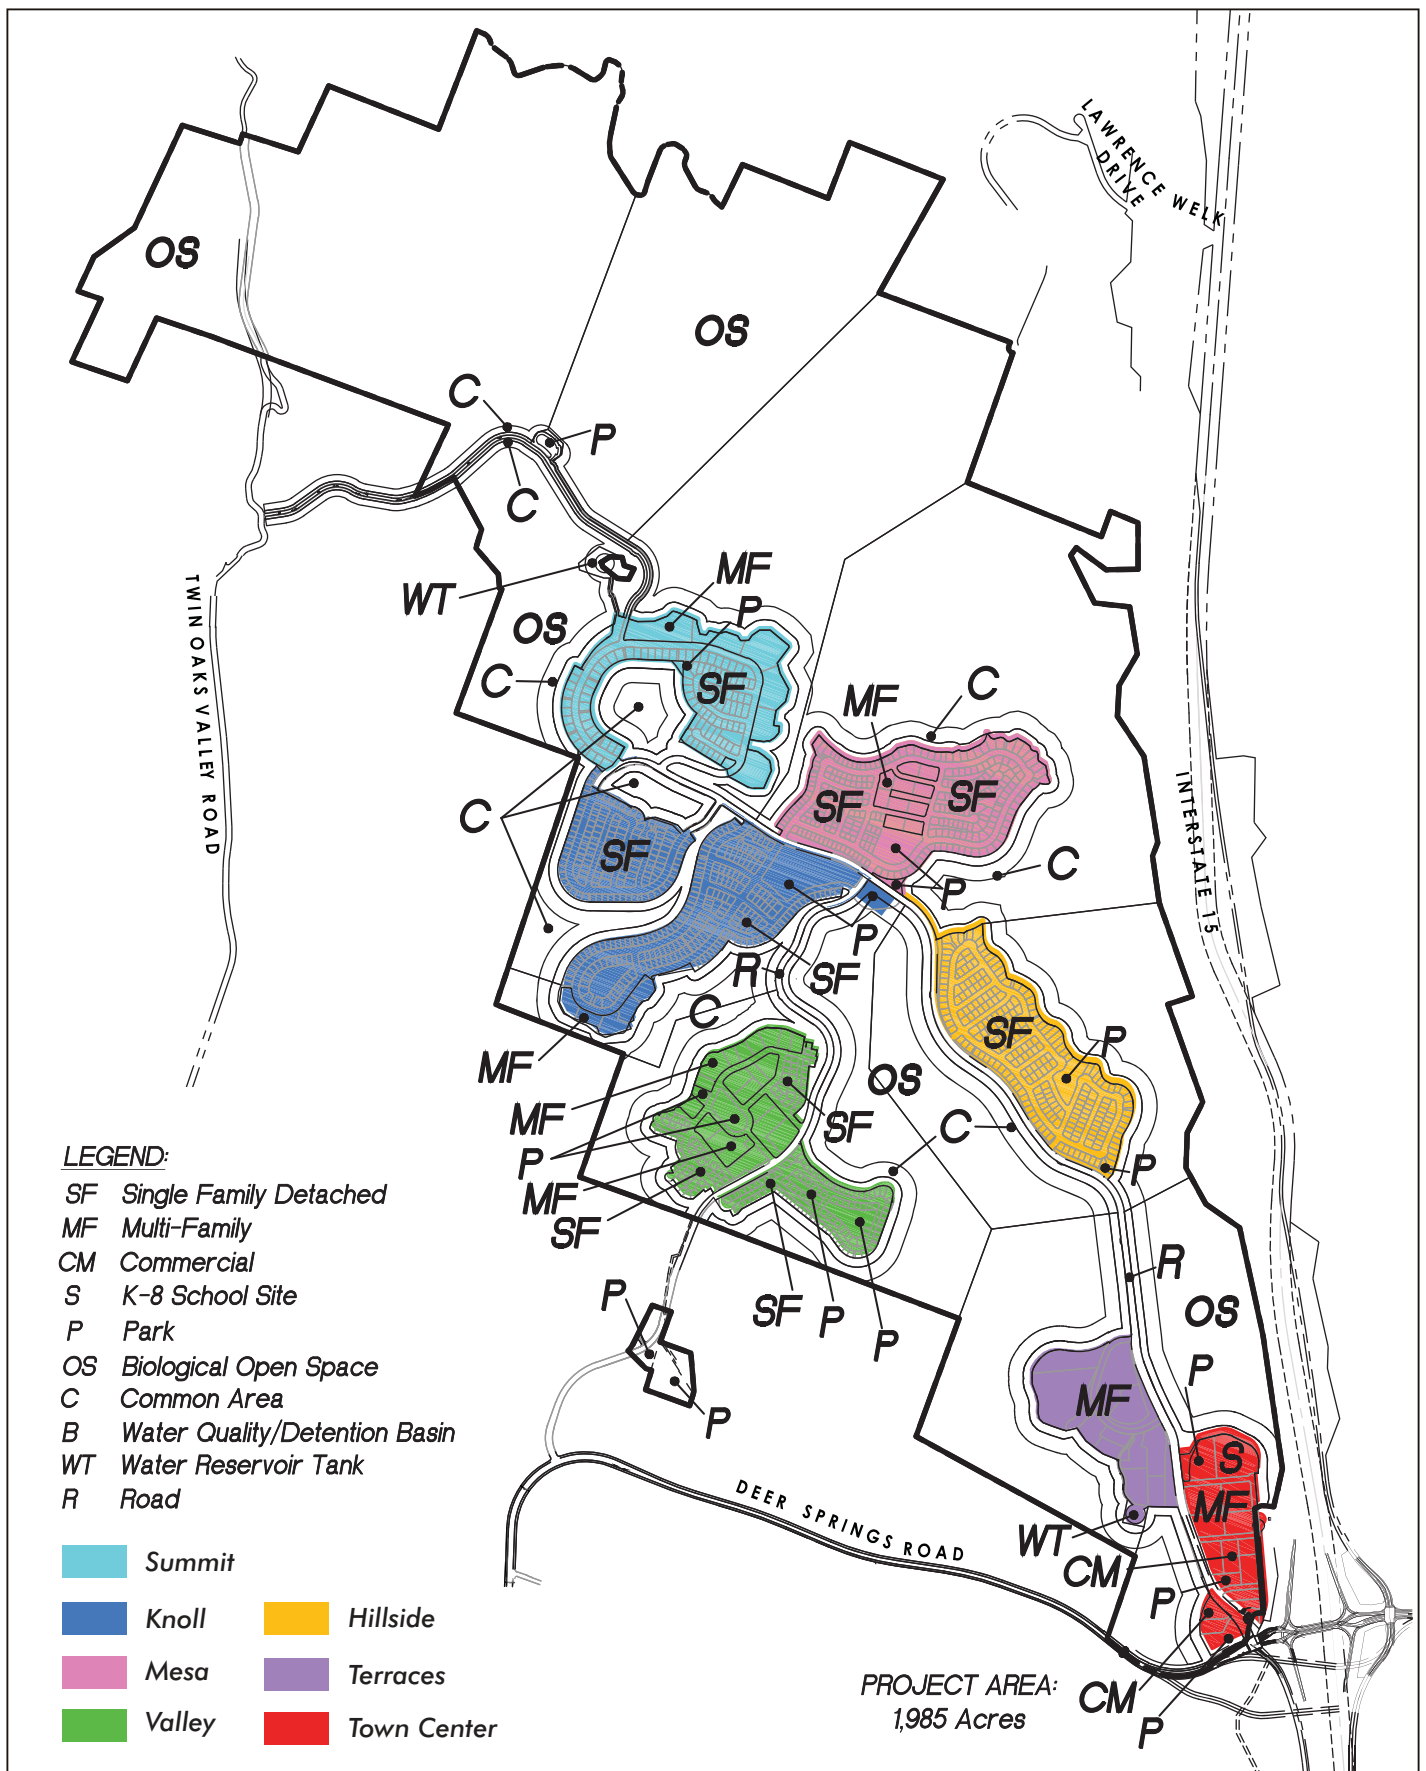 LAWRENCE WELK
DRIVE
OS
OS
C
P
C
MF
WT
P
OS
C
SF
MF
C
SF
SF
C
SF
C
P
P
R
SF
C
SF
P
MF
OS
MF
SF
C
P
P
MF
SF
R
P
SF
P
P
OS
P
MF
P
S
MF
WT
CM
P
CM
P
TWIN OAKS VALLEY ROAD
INTERSTATE 15
DEER SPRINGS ROAD
LEGEND:
SF Single Family Detached
MF Multi-Family
CM Commercial
S K-8 School Site
P Park
OS Biological Open Space
C Common Area
B Water Quality/Detention Basin
WT Water Reservoir Tank
R Road
Summit
Knoll
Hillside
Mesa
Terraces
Valley
Town Center
PROJECT AREA:
1,985 Acres